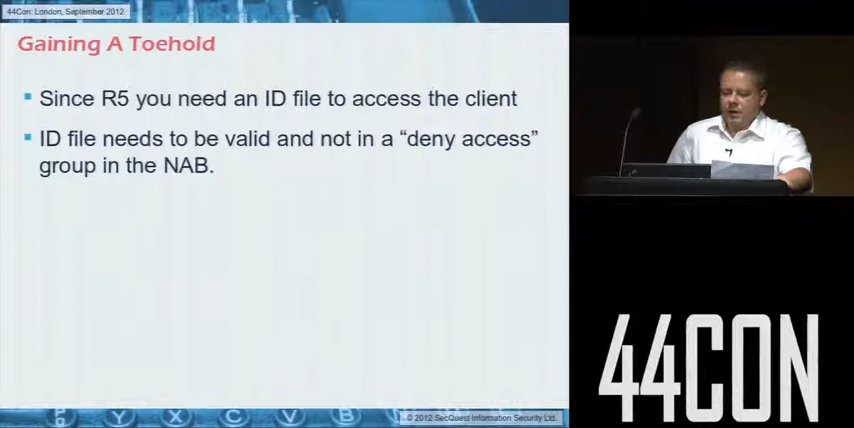 44Con: London, September 2012
Gaining A Toehold
Since R5 you need an ID file to access the client
ID file needs to be valid and not in a “deny access”
group in the NAB.
Y X C V B
© 2012 SecQuest Information Security Ltd.
44CON